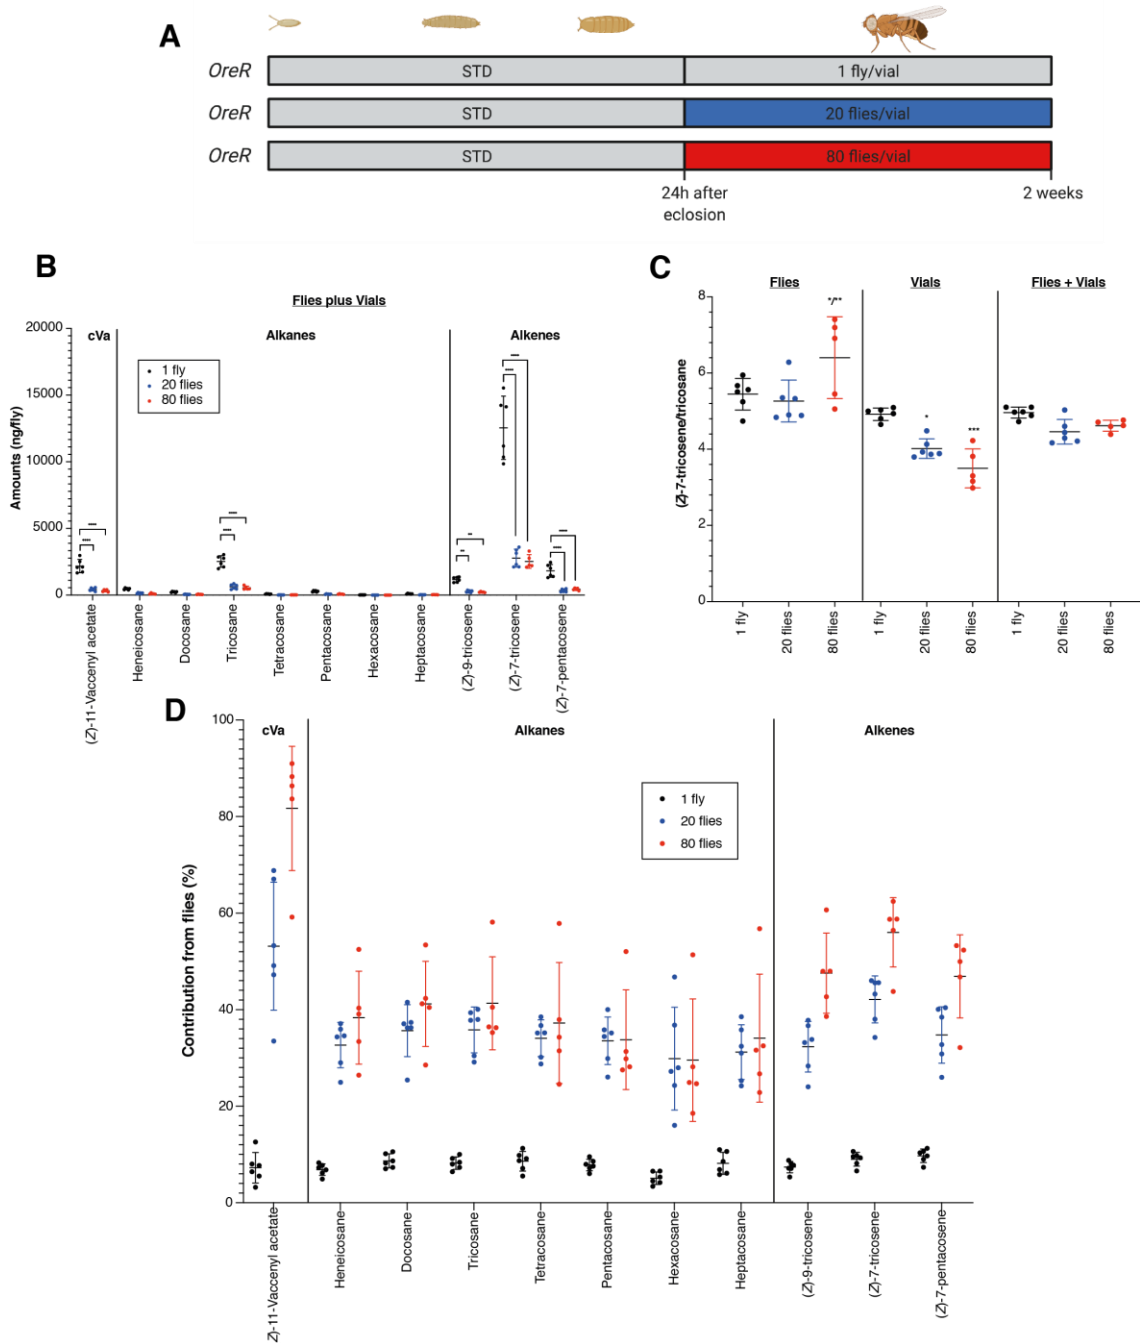 A
OreR STD 1 fly/vial
OreR STD 20 flies/vial
OreR STD 80 flies/vial
24h after
eclosion
2 weeks
B
Flies plus Vials
cVa Alkanes Alkenes
1 fly
20 flies
80 flies
Amounts (ng/fly)
20000
15000
10000
5000
0
**** **** **** **** ** ** **** **** **** ****
(Z)-11-Vaccenyl acetate
Heneicosane
Docosane
Tricosane
Tetracosane
Pentacosane
Hexacosane
Heptacosane
(Z)-9-tricosene
(Z)-7-tricosene
(Z)-7-pentacosene
C
Flies Vials Flies + Vials
(Z)-7-tricosene/tricosane
8
6
4
2
0
* ***
1 fly
20 flies
80 flies
1 fly
20 flies
80 flies
1 fly
20 flies
80 flies
D
cVa Alkanes Alkenes
1 fly
20 flies
80 flies
Contribution from flies (%)
100
80
60
40
20
0
Z)-11-Vaccenyl acetate
Heneicosane
Docosane
Tricosane
Tetracosane
Pentacosane
Hexacosane
Heptacosane
(Z)-9-tricosene
(Z)-7-tricosene
(Z)-7-pentacosene